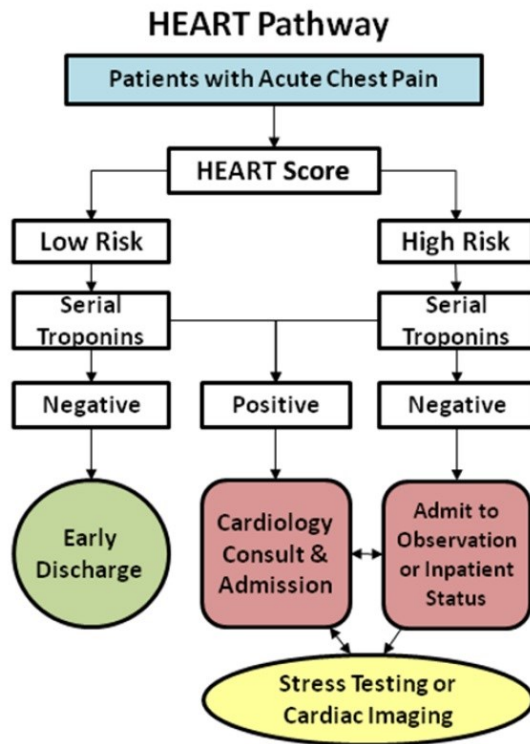 HEART Pathway
Patients with Acute Chest Pain
HEART Score
Low Risk
High Risk
Serial
Troponins
Serial
Troponins
Negative
Positive
Negative
Early
Discharge
Cardiology
Consult &
Admission
Admit to
Observation
or Inpatient
Status
Stress Testing or
Cardiac Imaging